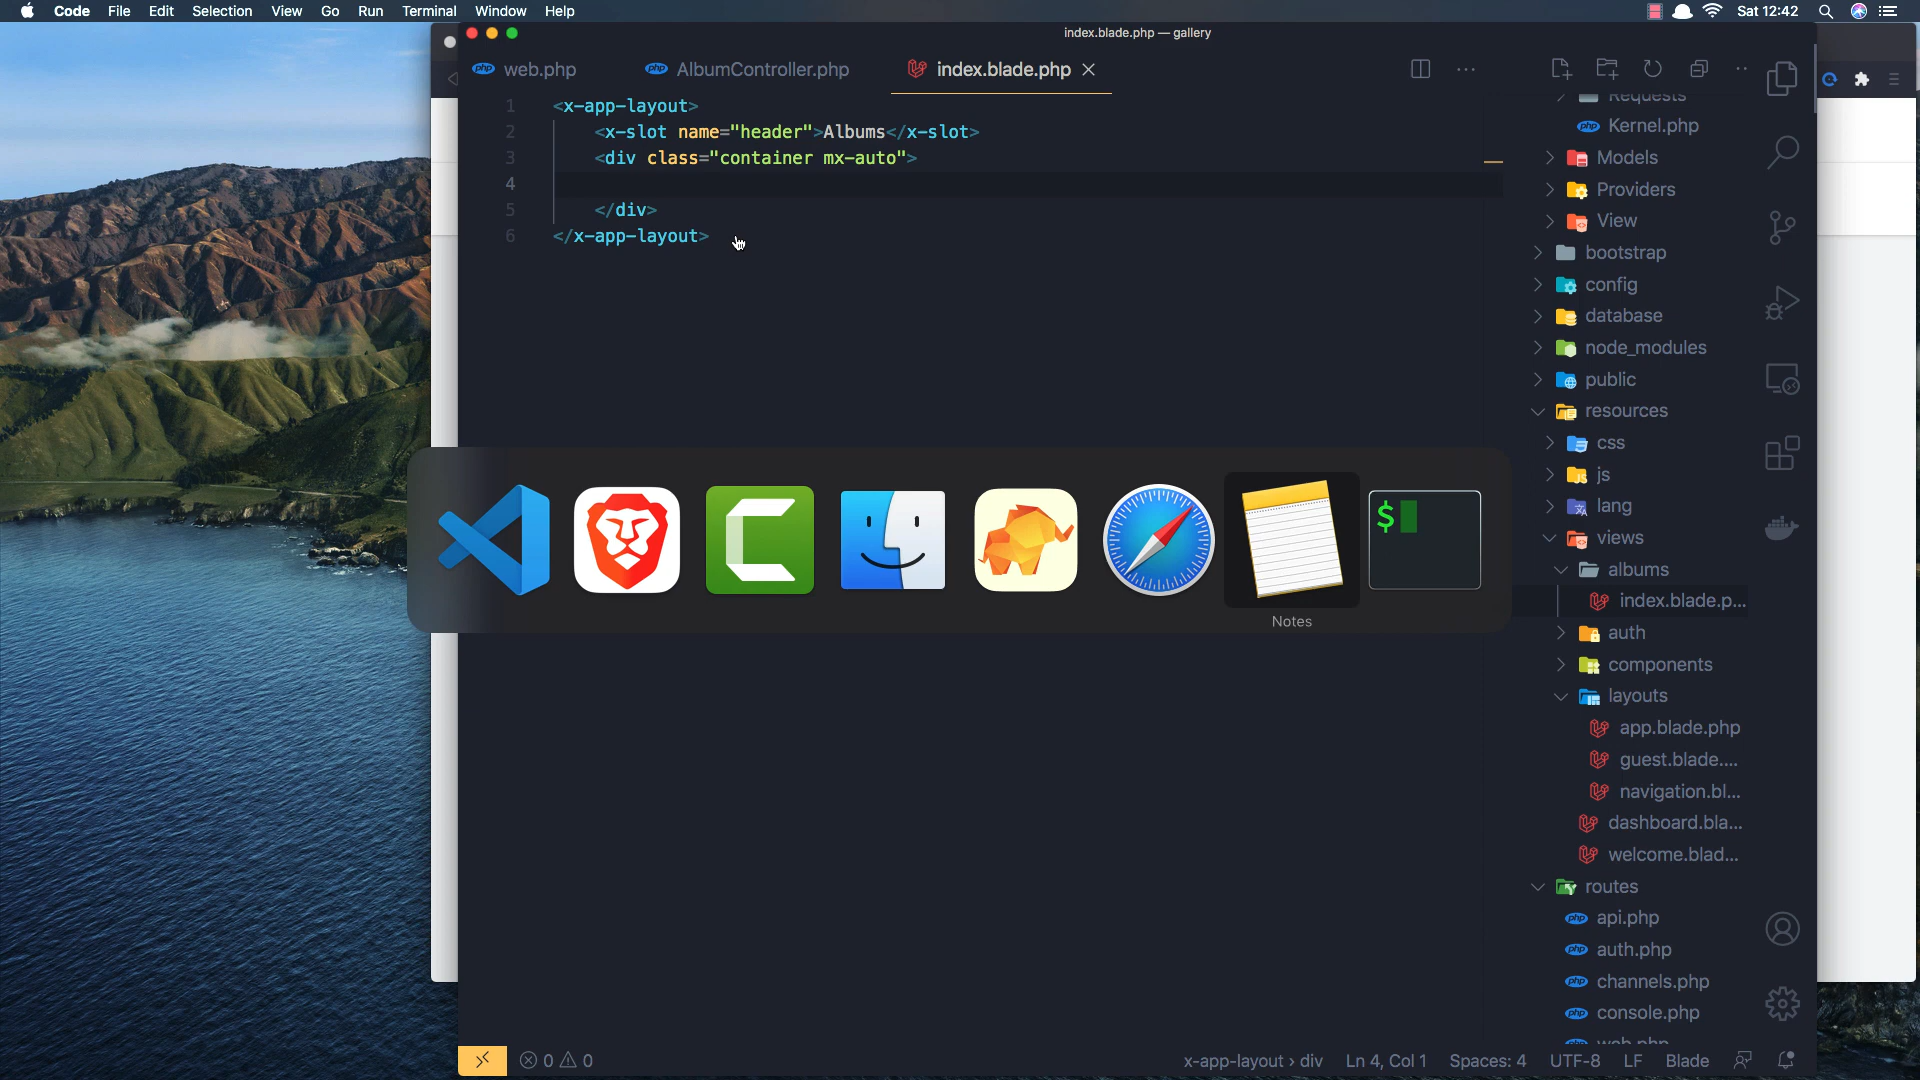 Code File Edit Selection View Go Run Terminal Window Help
Sat 12:42
index.blade.php — gallery
web.php
AlbumController.php
index.blade.php
1 <x-app-layout>
2 <x-slot name="header">Albums</x-slot>
3 <div class="container mx-auto">
4
5 </div>
6 </x-app-layout>
Requests
Kernel.php
Models
Providers
View
bootstrap
config
database
node_modules
public
resources
css
js
lang
views
albums
index.blade.p...
auth
components
layouts
app.blade.php
guest.blade....
navigation.bl...
dashboard.bla...
welcome.blad...
routes
api.php
auth.php
channels.php
console.php
web.php
$
Notes
0 0
x-app-layout › div Ln 4, Col 1 Spaces: 4 UTF-8 LF Blade